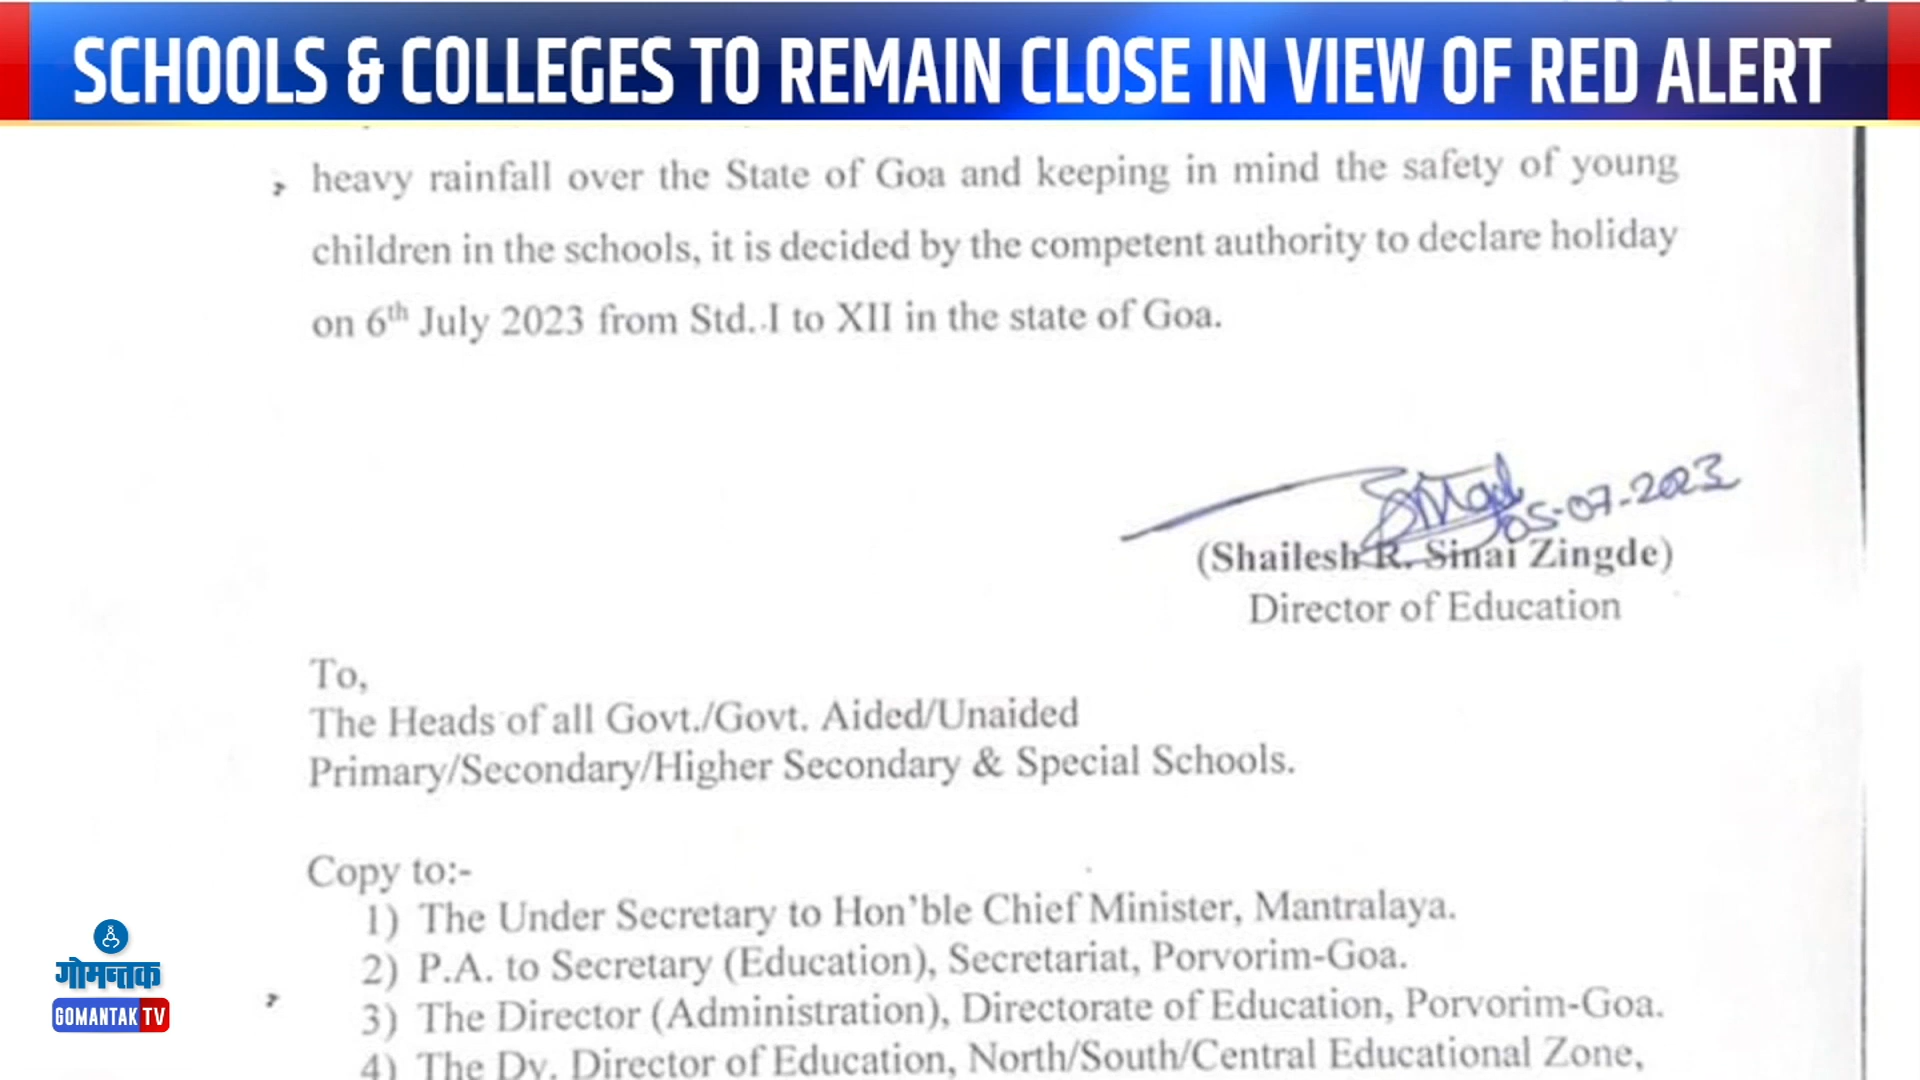 SCHOOLS & COLLEGES TO REMAIN CLOSE IN VIEW OF RED ALERT
heavy rainfall over the State of Goa and keeping in mind the safety of young
children in the schools, it is decided by the competent authority to declare holiday
on 6th July 2023 from Std. I to XII in the state of Goa.
05-07-2023
(Shailesh R. Sinai Zingde)
Director of Education
To,
The Heads of all Govt./Govt. Aided/Unaided
Primary/Secondary/Higher Secondary & Special Schools.
Copy to:-
1) The Under Secretary to Hon'ble Chief Minister, Mantralaya.
2) P.A. to Secretary (Education), Secretariat, Porvorim-Goa.
3) The Director (Administration), Directorate of Education, Porvorim-Goa.
4) The Dy. Director of Education, North/South/Central Educational Zone,
गोमन्तक
GOMANTAK TV